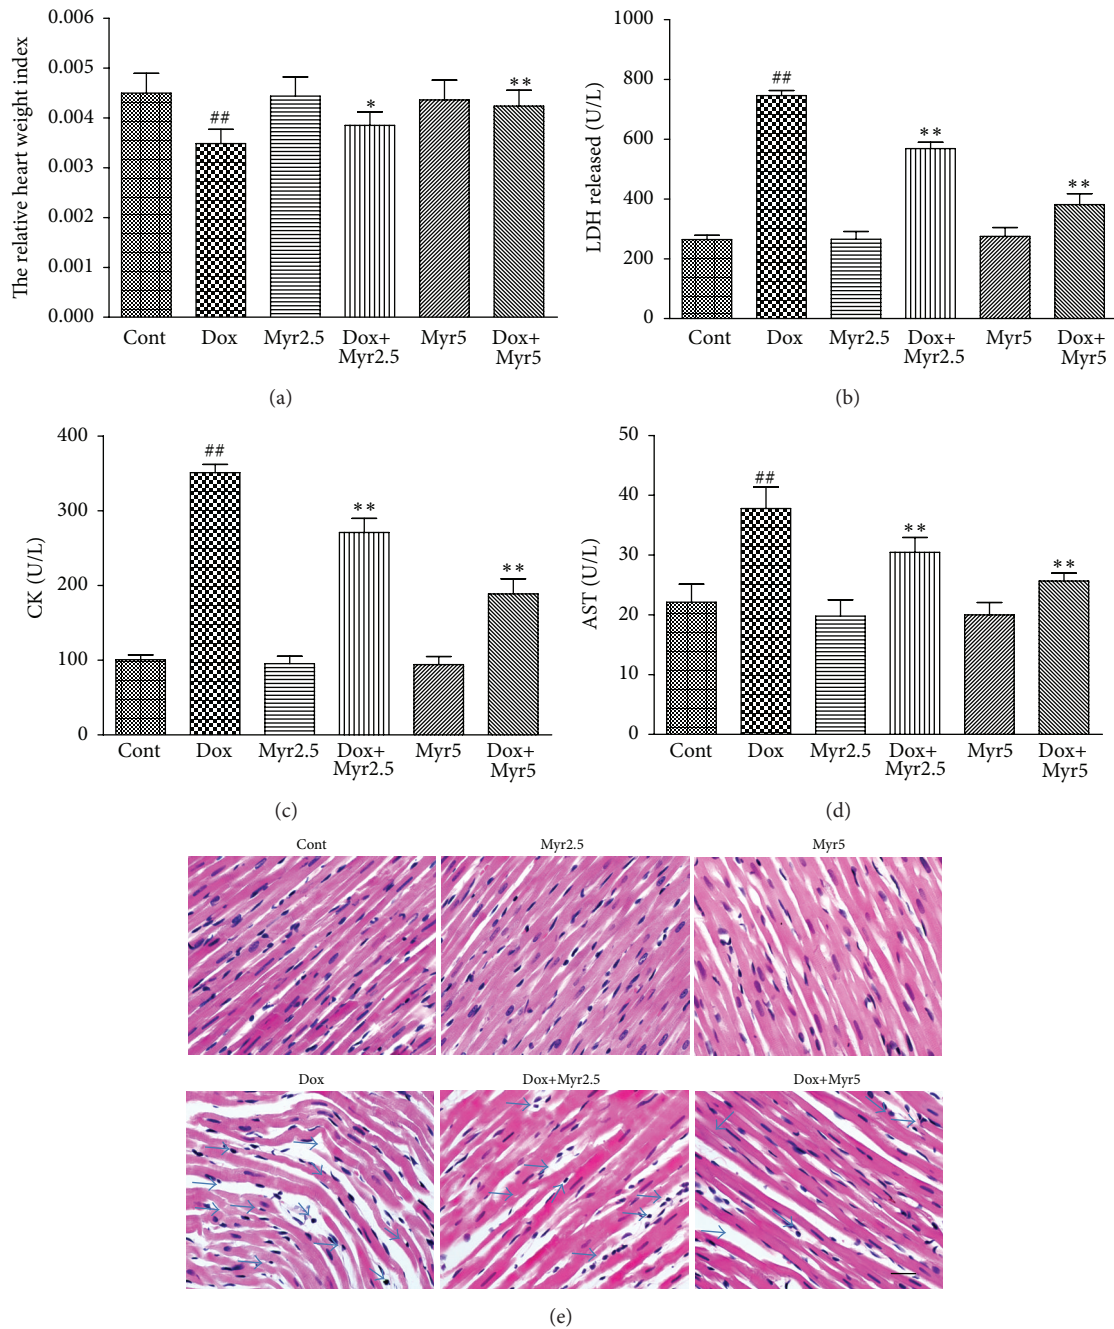 The relative heart weight index
0.006
0.005
0.004
0.003
0.002
0.001
0.000
##
*
**
Cont Dox Myr2.5 Dox+ Myr5 Dox+
Myr2.5 Myr5
(a)
LDH released (U/L)
1000
800
600
400
200
0
##
**
**
Cont Dox Myr2.5 Dox+ Myr5 Dox+
Myr2.5 Myr5
(b)
CK (U/L)
400
300
200
100
0
##
**
**
Cont Dox Myr2.5 Dox+ Myr5 Dox+
Myr2.5 Myr5
(c)
AST (U/L)
50
40
30
20
10
0
##
**
**
Cont Dox Myr2.5 Dox+ Myr5 Dox+
Myr2.5 Myr5
(d)
Cont Myr2.5 Myr5
Dox Dox+Myr2.5 Dox+Myr5
(e)